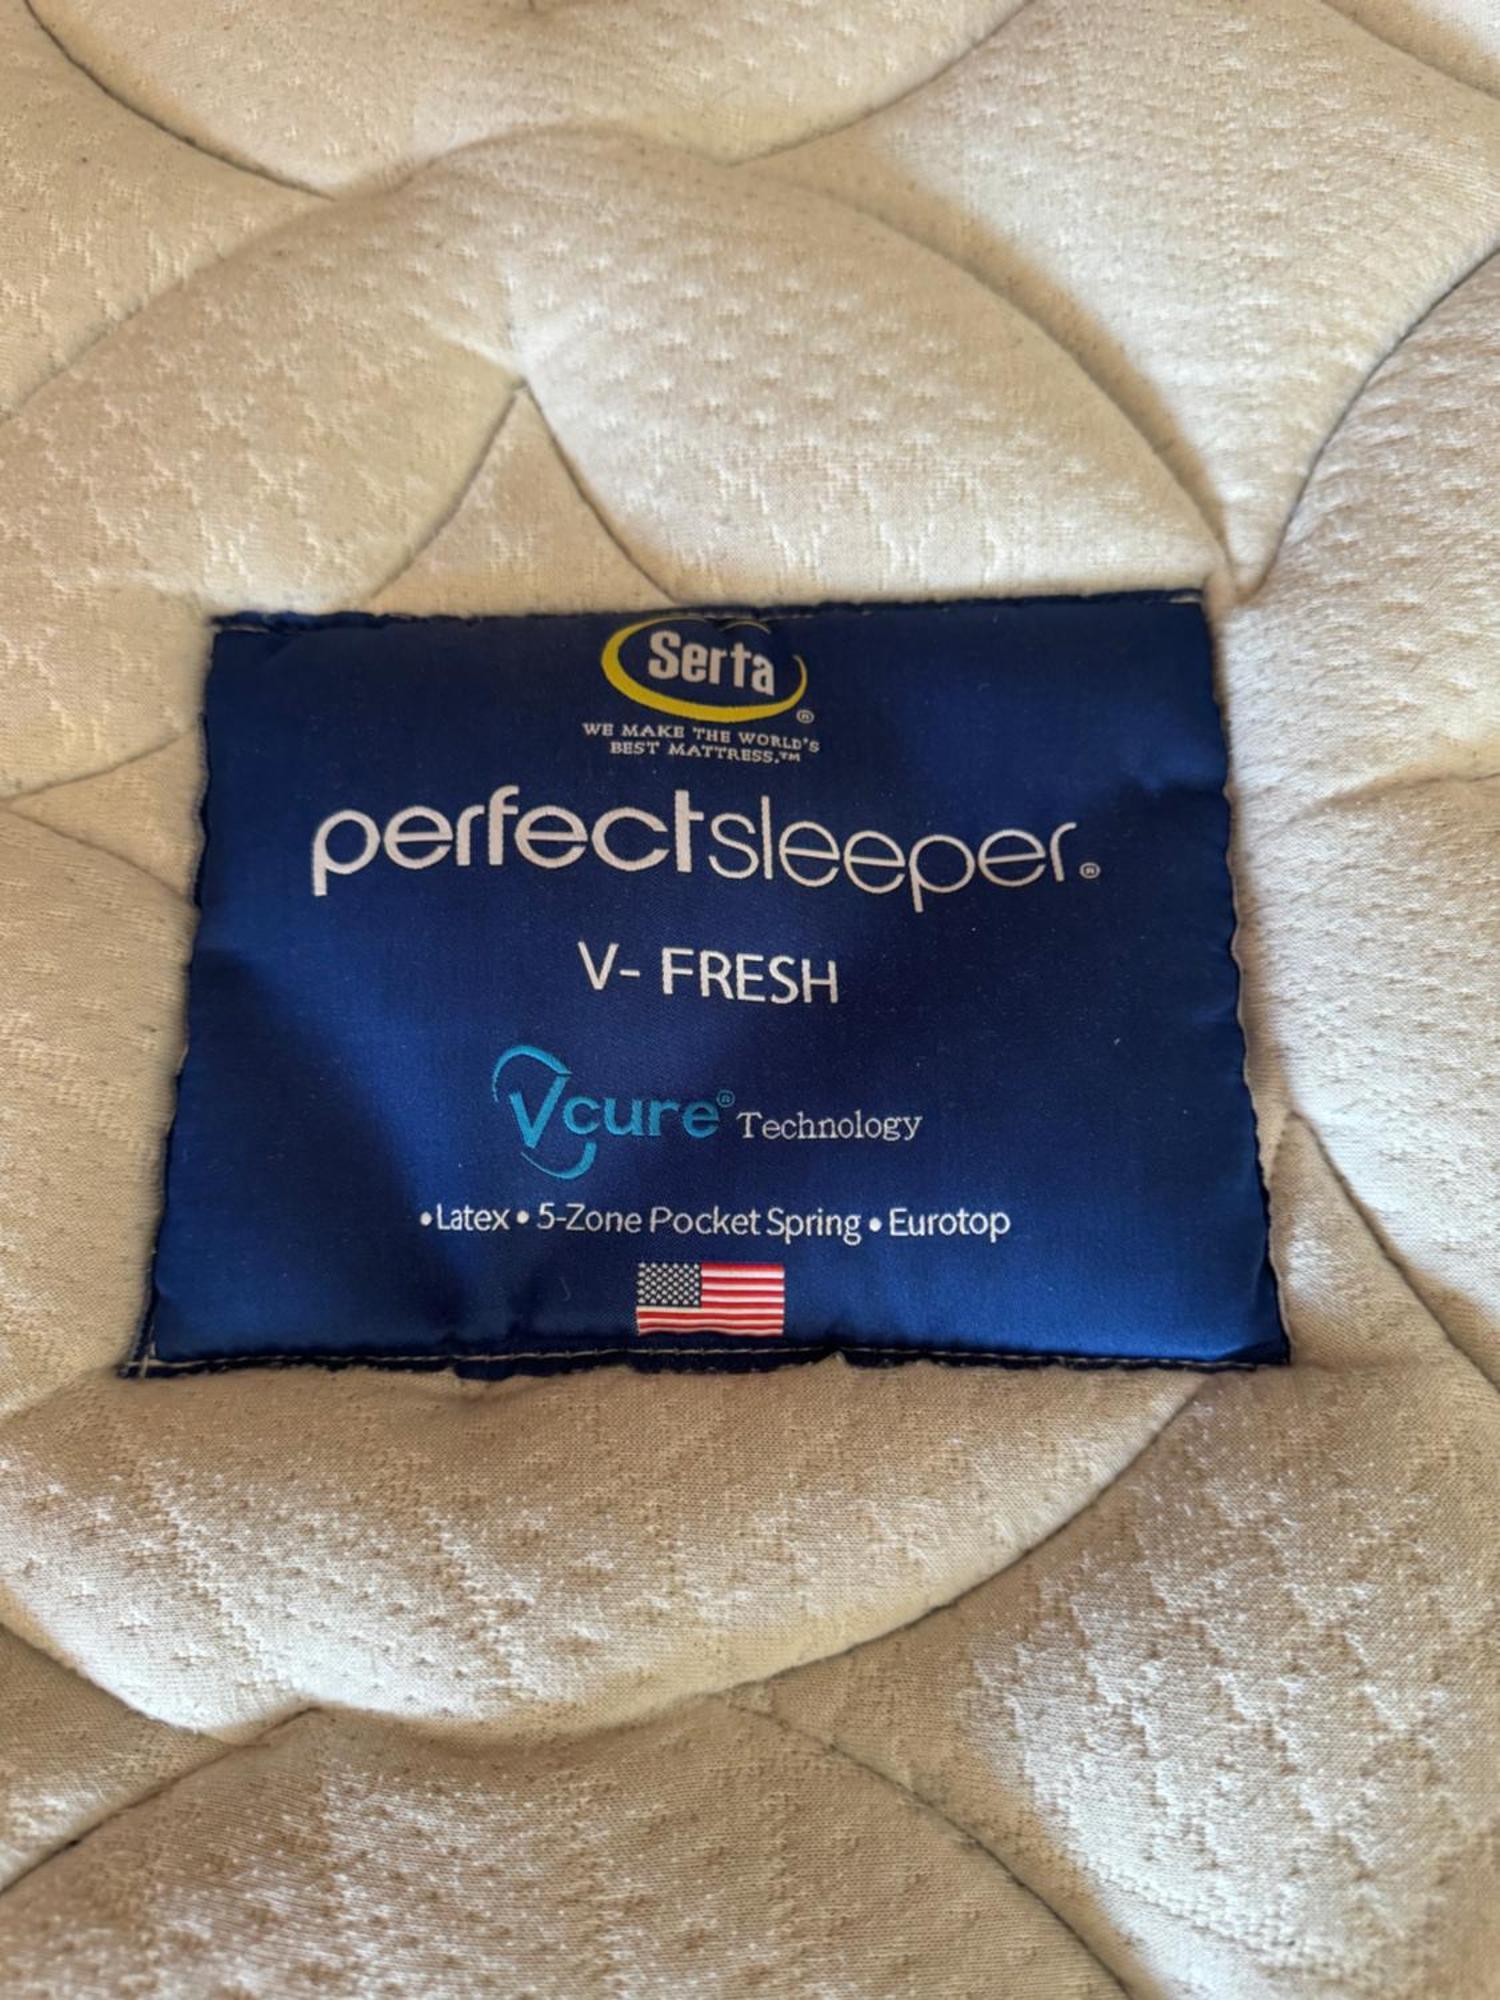 Serta®
WE MAKE THE WORLD'S
BEST MATTRESS.™
perfectsleeper®
V- FRESH
Vcure® Technology
•Latex • 5-Zone Pocket Spring • Eurotop